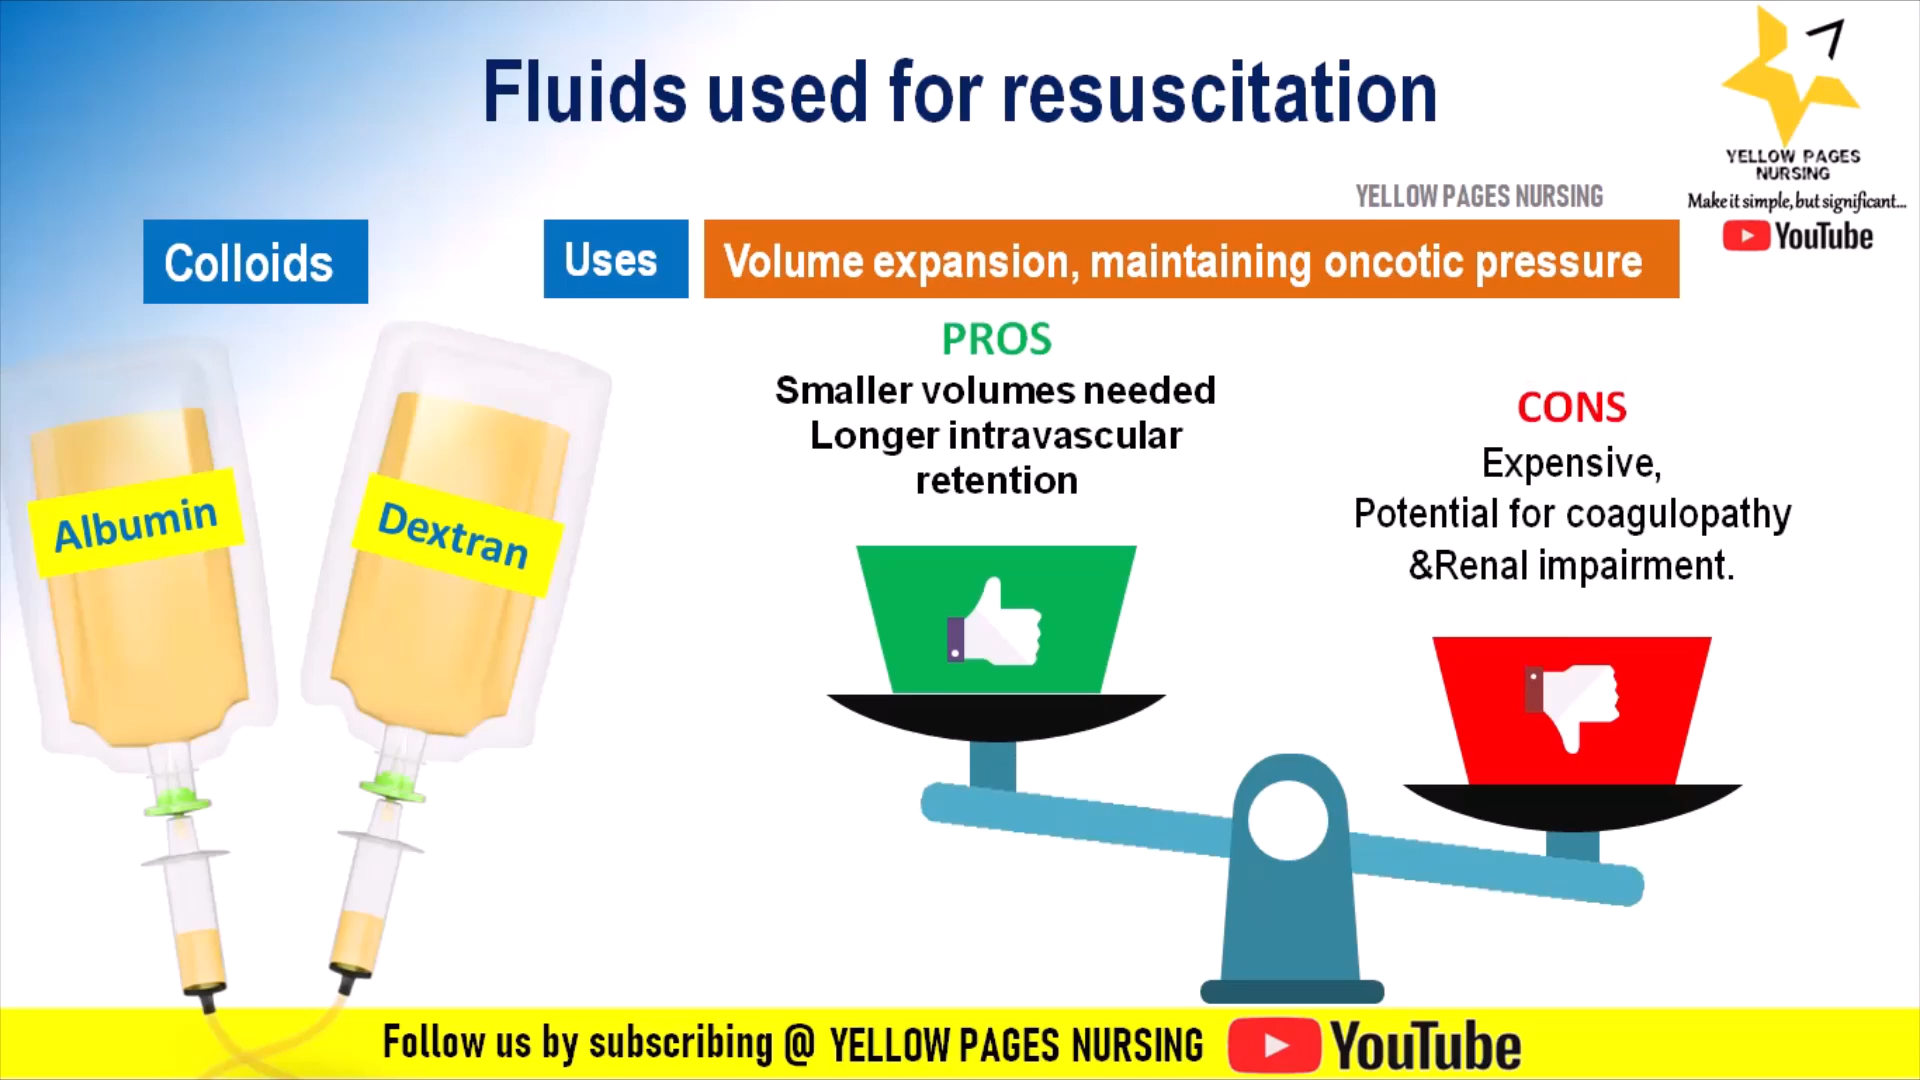 Fluids used for resuscitation
YELLOW PAGES
NURSING
Make it simple, but significant...
YouTube
YELLOW PAGES NURSING
Colloids
Uses
Volume expansion, maintaining oncotic pressure
PROS
Smaller volumes needed
Longer intravascular
retention
CONS
Expensive,
Potential for coagulopathy
&Renal impairment.
Albumin
Dextran
Follow us by subscribing @ YELLOW PAGES NURSING YouTube